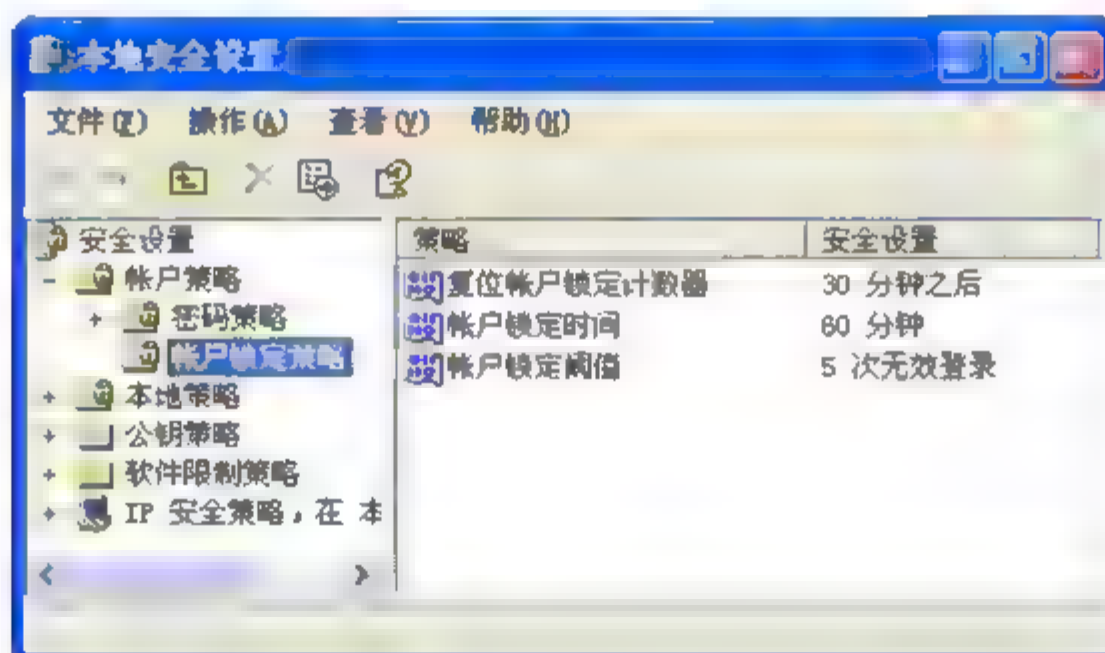 本地安全设置
文件(F) 操作(A) 查看(V) 帮助(H)
安全设置
帐户策略
密码策略
帐户锁定策略
本地策略
公钥策略
软件限制策略
IP 安全策略，在 本
策略 安全设置
复位帐户锁定计数器 30 分钟之后
帐户锁定时间 60 分钟
帐户锁定阈值 5 次无效登录